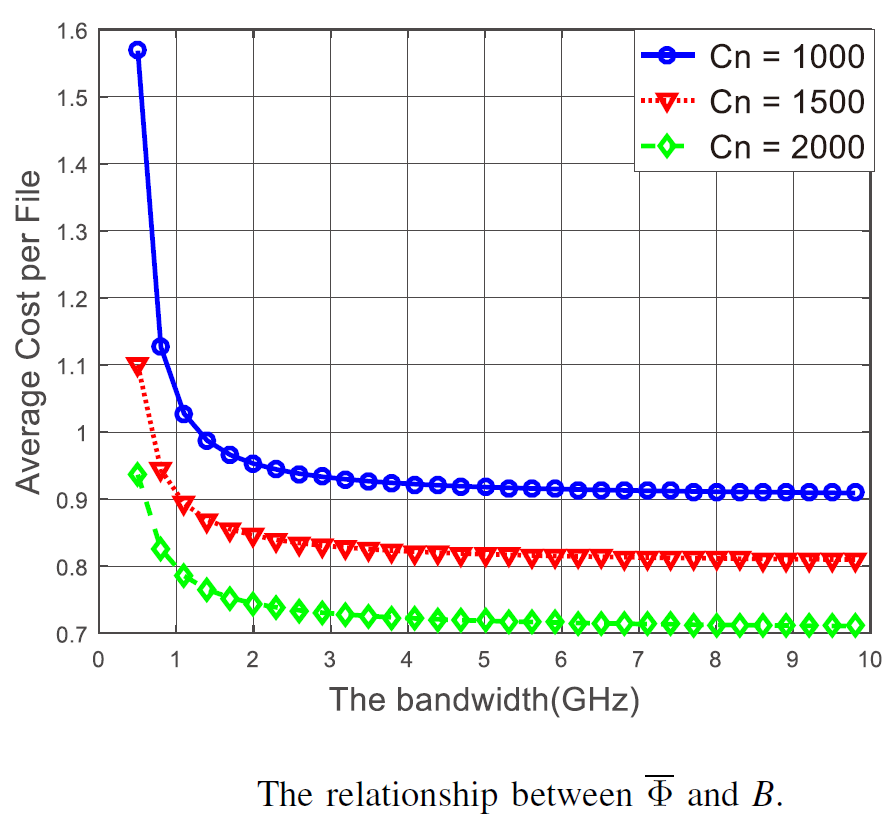 Cn = 1000
Cn = 1500
Cn = 2000
Average Cost per File
1.6
1.5
1.4
1.3
1.2
1.1
1
0.9
0.8
0.7
0 1 2 3 4 5 6 7 8 9 10
The bandwidth(GHz)
The relationship between Φ̅ and B.